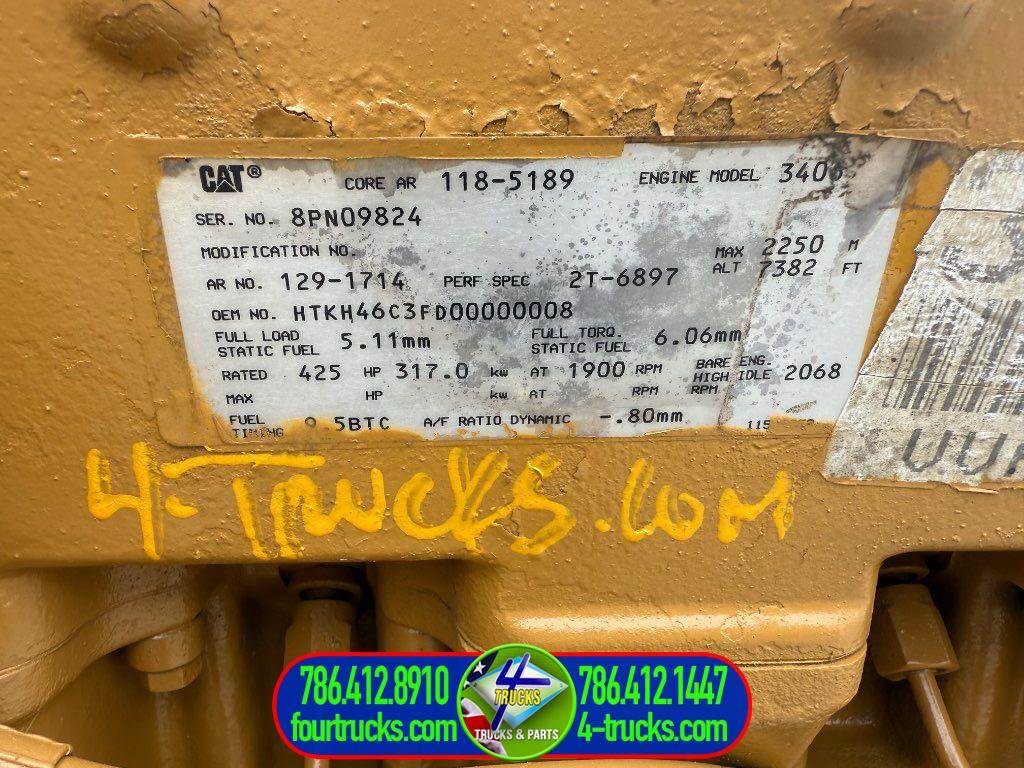 CAT® CORE AR 118-5189 ENGINE MODEL 3406
SER. NO. 8PN09824
MODIFICATION NO.
MAX 2250 M
ALT 7382 FT
AR NO. 129-1714 PERF SPEC 2T-6897
OEM NO. HTKH46C3FD00000008
FULL LOAD STATIC FUEL 5.11mm FULL TORQ. STATIC FUEL 6.06mm
RATED 425 HP 317.0 kw AT 1900 RPM BARE ENG. HIGH IDLE 2068 RPM
MAX HP kw AT RPM
FUEL TIMING 5BTC A/F RATIO DYNAMIC -.80mm
4-TRUCKS.COM
786.412.8910 4 TRUCKS 786.412.1447
fourtrucks.com TRUCKS & PARTS 4-trucks.com